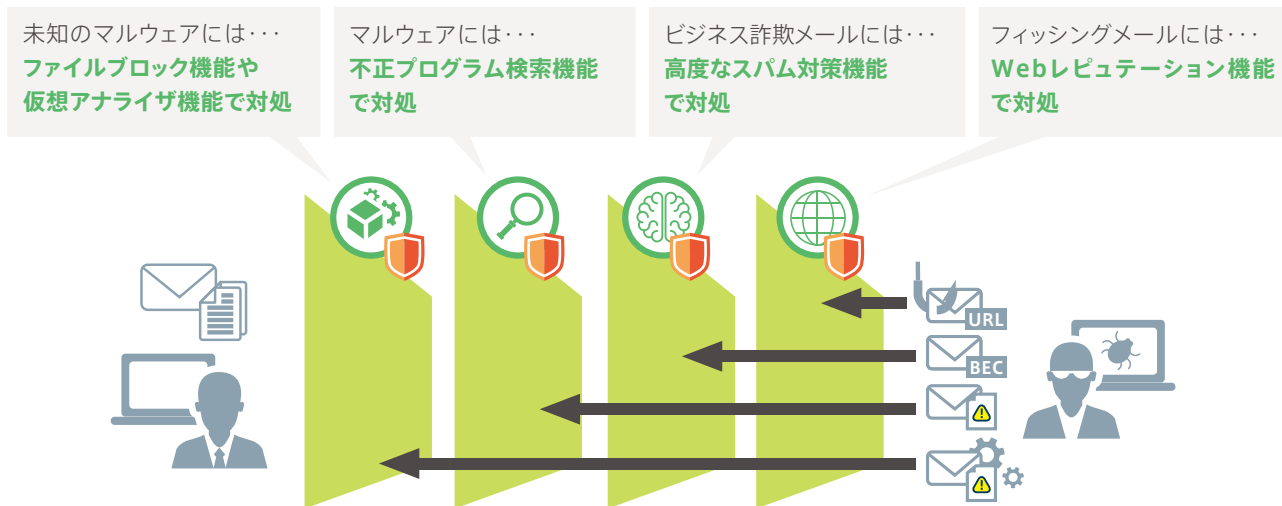 未知のマルウェアには･･･
ファイルブロック機能や
仮想アナライザ機能で対処
マルウェアには･･･
不正プログラム検索機能
で対処
ビジネス詐欺メールには･･･
高度なスパム対策機能
で対処
フィッシングメールには･･･
Webレピュテーション機能
で対処
URL
BEC